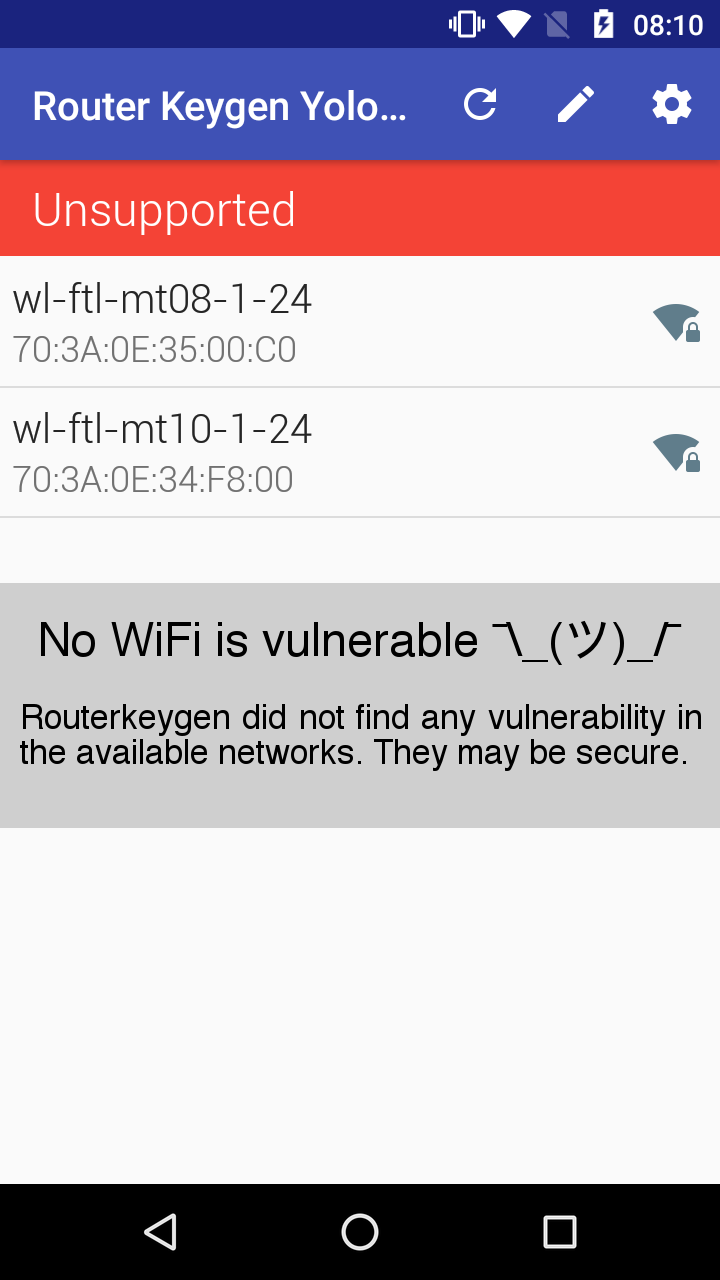 08:10
Router Keygen Yolo...
Unsupported
wl-ftl-mt08-1-24
70:3A:0E:35:00:C0
wl-ftl-mt10-1-24
70:3A:0E:34:F8:00
No WiFi is vulnerable ¯\_(ツ)_/¯
Routerkeygen did not find any vulnerability in
the available networks. They may be secure.